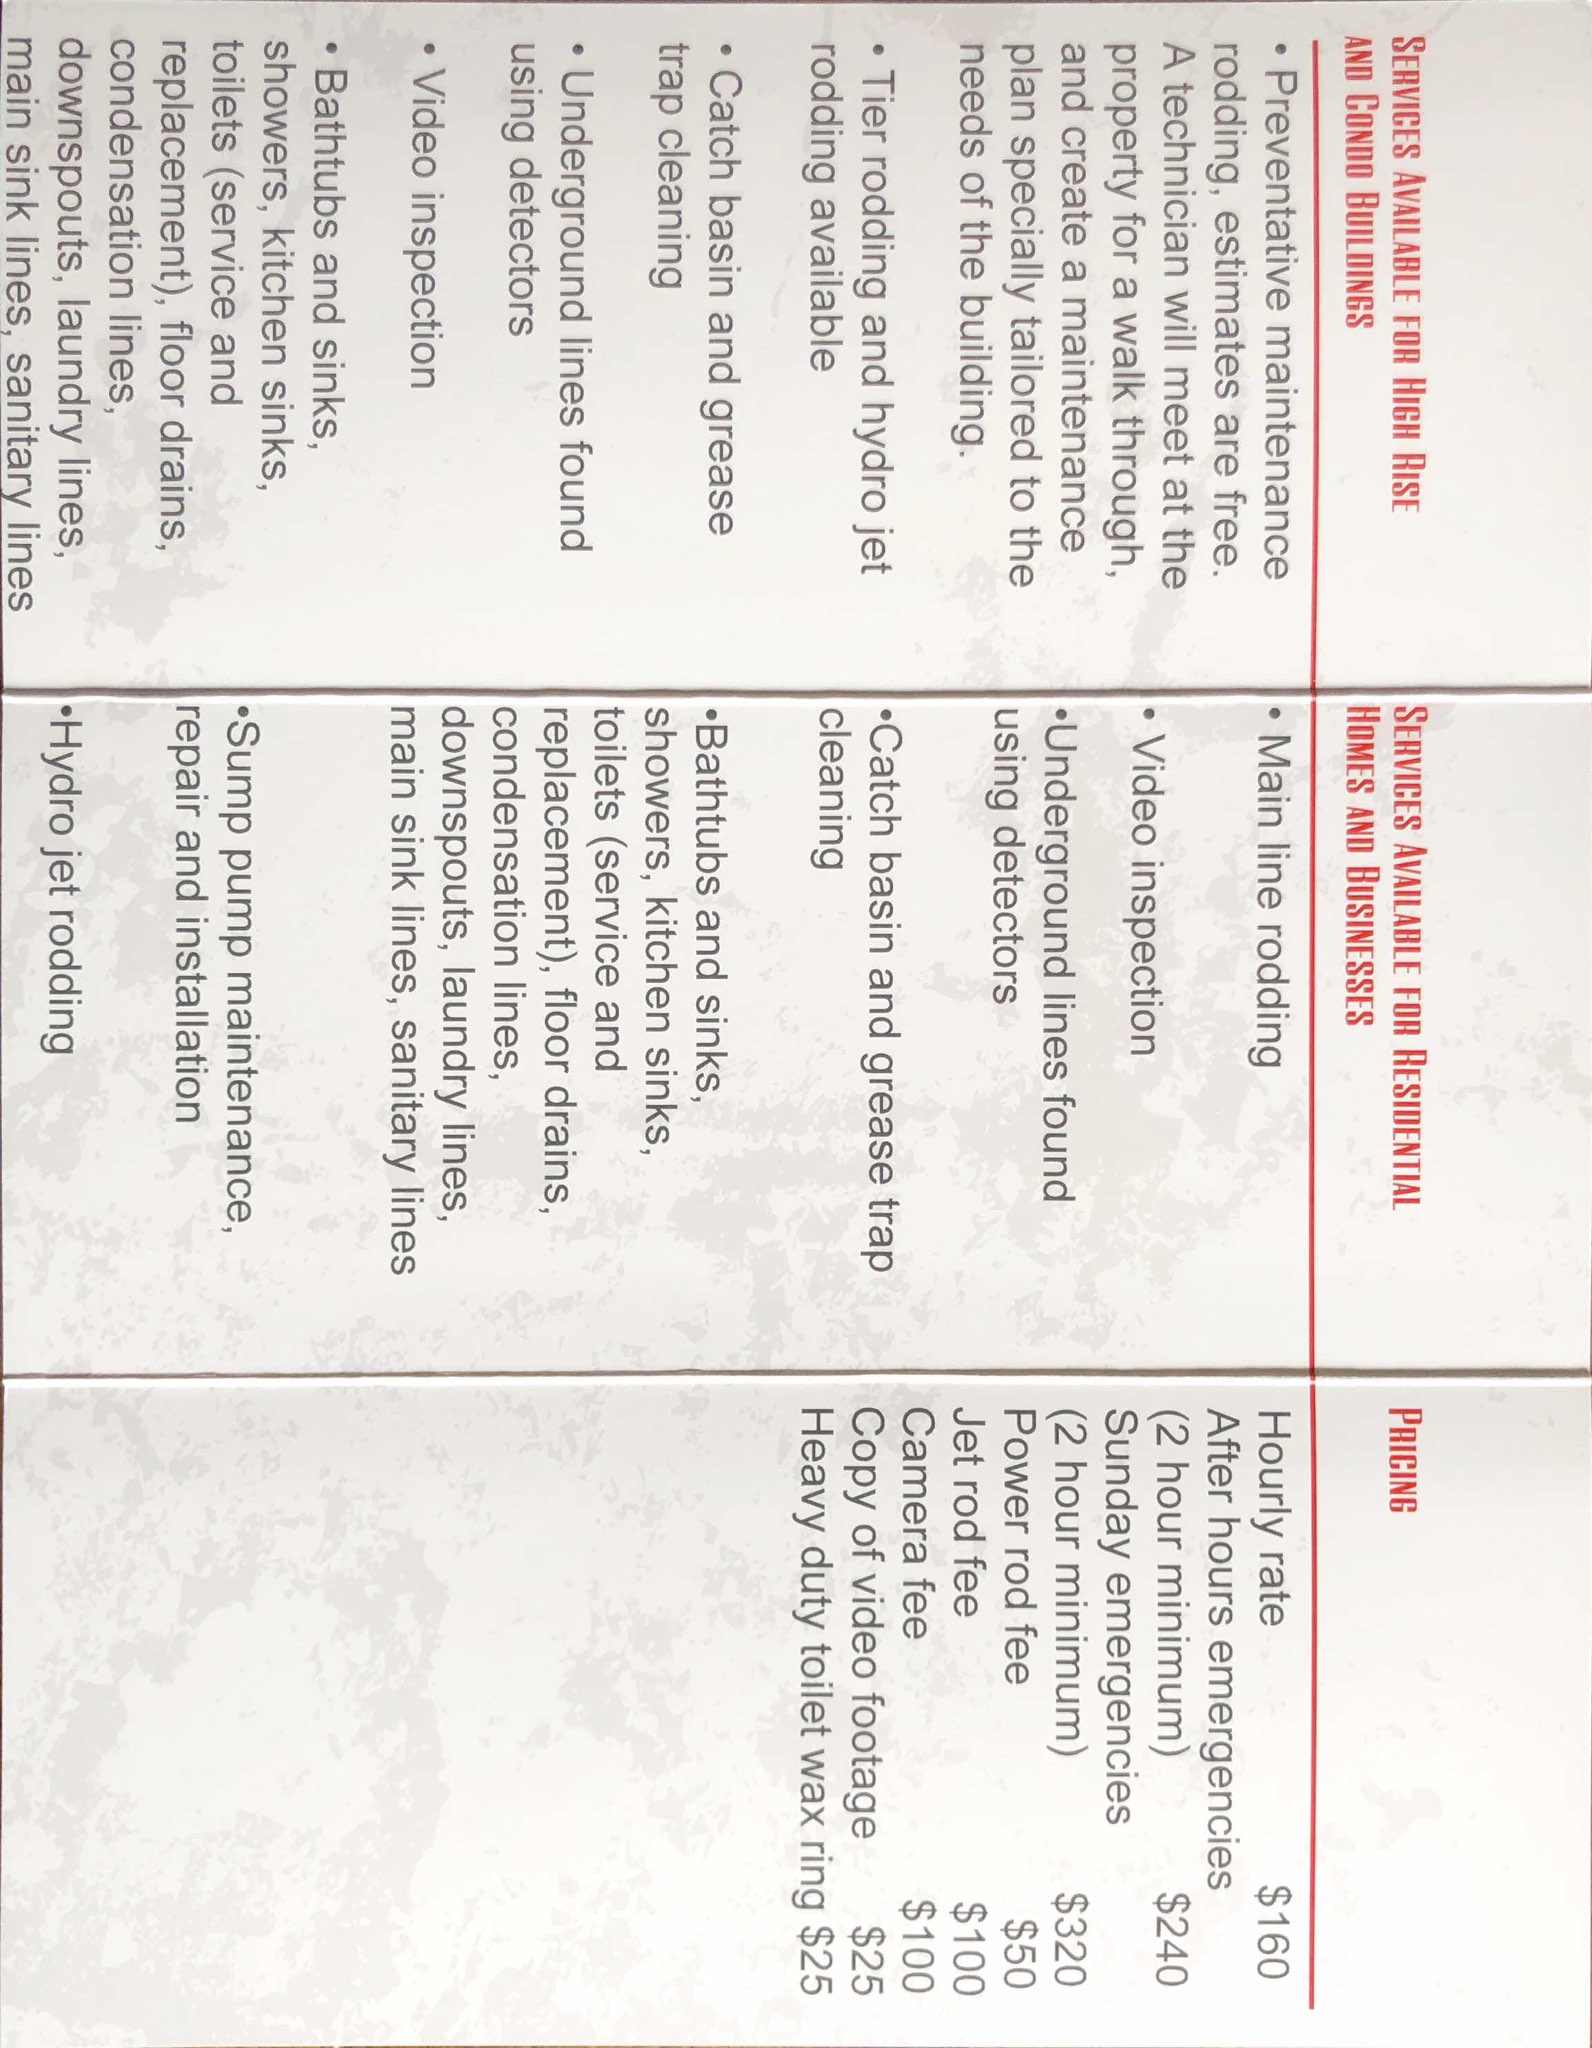 SERVICES AVAILABLE FOR HIGH RISE
AND CONDO BUILDINGS
• Preventative maintenance
rodding, estimates are free.
A technician will meet at the
property for a walk through,
and create a maintenance
plan specially tailored to the
needs of the building.
• Tier rodding and hydro jet
rodding available
• Catch basin and grease
trap cleaning
• Underground lines found
using detectors
• Video inspection
• Bathtubs and sinks,
showers, kitchen sinks,
toilets (service and
replacement), floor drains,
condensation lines,
downspouts, laundry lines,
main sink lines, sanitary lines
SERVICES AVAILABLE FOR RESIDENTIAL
HOMES AND BUSINESSES
• Main line rodding
• Video inspection
•Underground lines found
using detectors
•Catch basin and grease trap
cleaning
•Bathtubs and sinks,
showers, kitchen sinks,
toilets (service and
replacement), floor drains,
condensation lines,
downspouts, laundry lines,
main sink lines, sanitary lines
•Sump pump maintenance,
repair and installation
•Hydro jet rodding
PRICING
Hourly rate $160
After hours emergencies
(2 hour minimum) $240
Sunday emergencies
(2 hour minimum) $320
Power rod fee $50
Jet rod fee $100
Camera fee $100
Copy of video footage $25
Heavy duty toilet wax ring $25